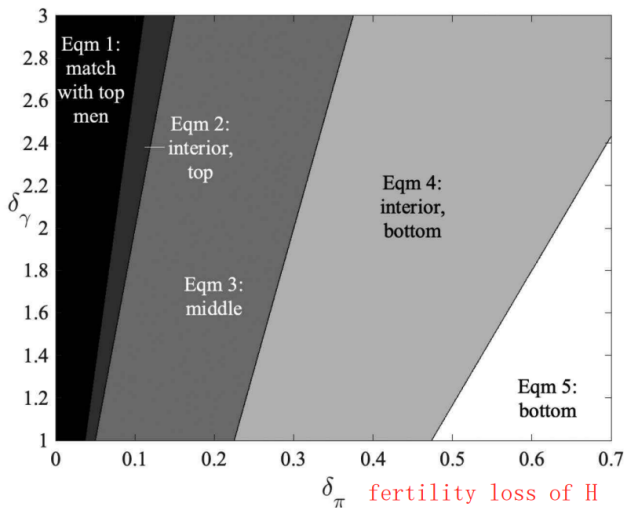 3
2.8
2.6
2.4
2.2
2
1.8
1.6
1.4
1.2
1
δγ
Eqm 1:
match
with top
men
Eqm 2:
interior,
top
Eqm 3:
middle
Eqm 4:
interior,
bottom
Eqm 5:
bottom
0 0.1 0.2 0.3 0.4 0.5 0.6 0.7
δπ fertility loss of H